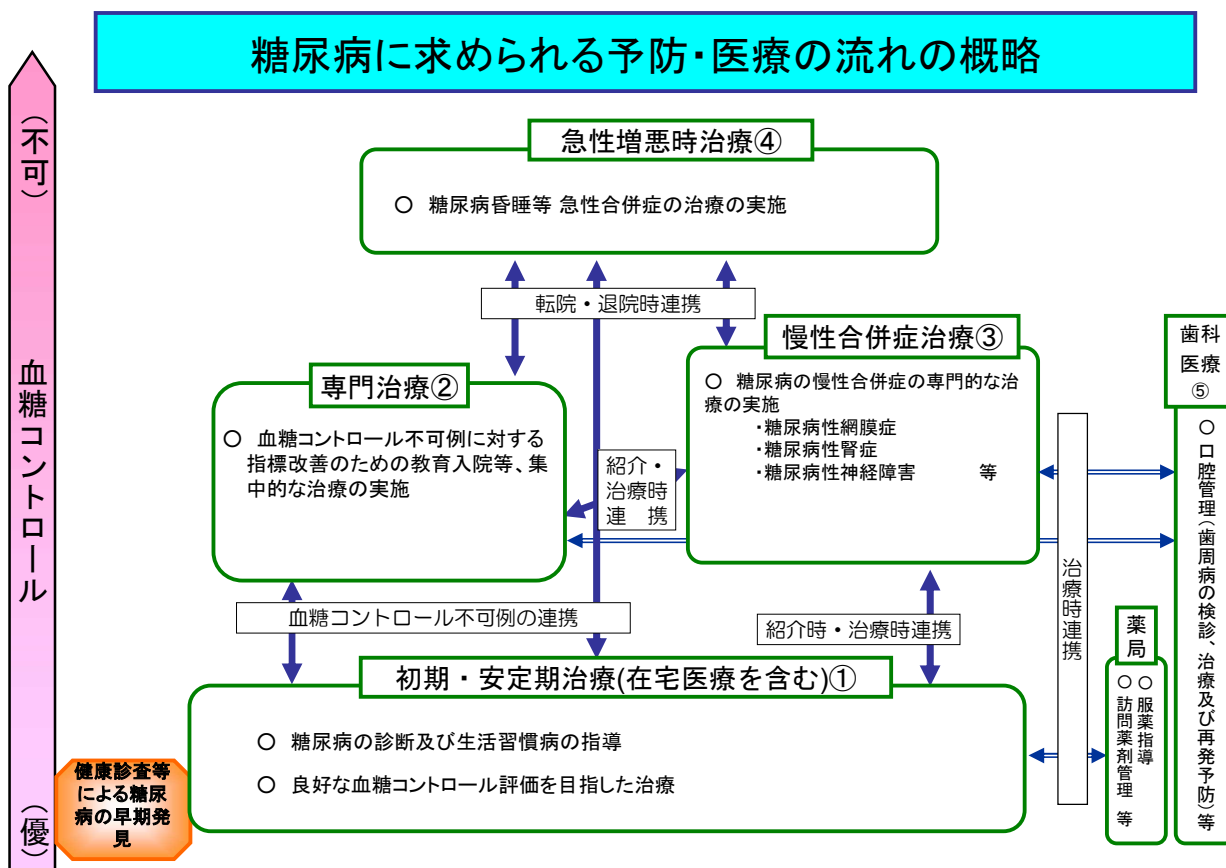 糖尿病に求められる予防・医療の流れの概略
(不可)
血糖コントロール
(優)
急性増悪時治療④
○ 糖尿病昏睡等 急性合併症の治療の実施
転院・退院時連携
専門治療②
○ 血糖コントロール不可例に対する
指標改善のための教育入院等、集
中的な治療の実施
慢性合併症治療③
○ 糖尿病の慢性合併症の専門的な治
療の実施
・糖尿病性網膜症
・糖尿病性腎症
・糖尿病性神経障害 等
紹介・
治療時
連 携
歯科
医療
⑤
○ 口腔管理(歯周病の検診、治療及び再発予防)等
血糖コントロール不可例の連携
紹介時・治療時連携
治療時連携
薬
局
○ 服薬指導
○ 訪問薬剤管理 等
初期・安定期治療(在宅医療を含む)①
○ 糖尿病の診断及び生活習慣病の指導
○ 良好な血糖コントロール評価を目指した治療
健康診査等
による糖尿
病の早期発
見